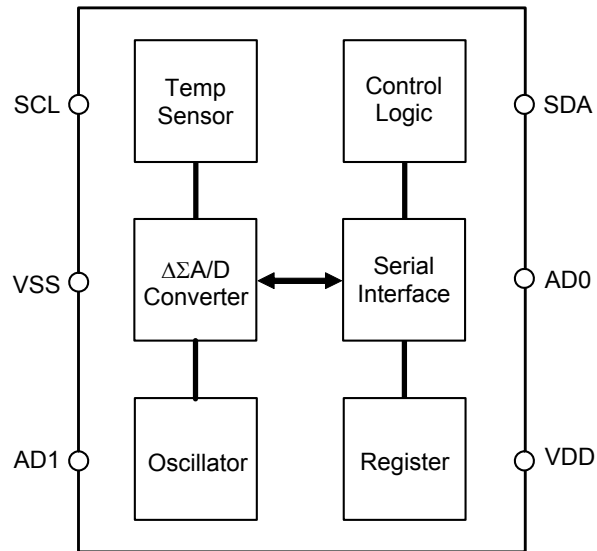 Temp
Sensor
Control
Logic
SCL
SDA
ΔΣA/D
Converter
Serial
Interface
VSS
AD0
Oscillator
Register
AD1
VDD